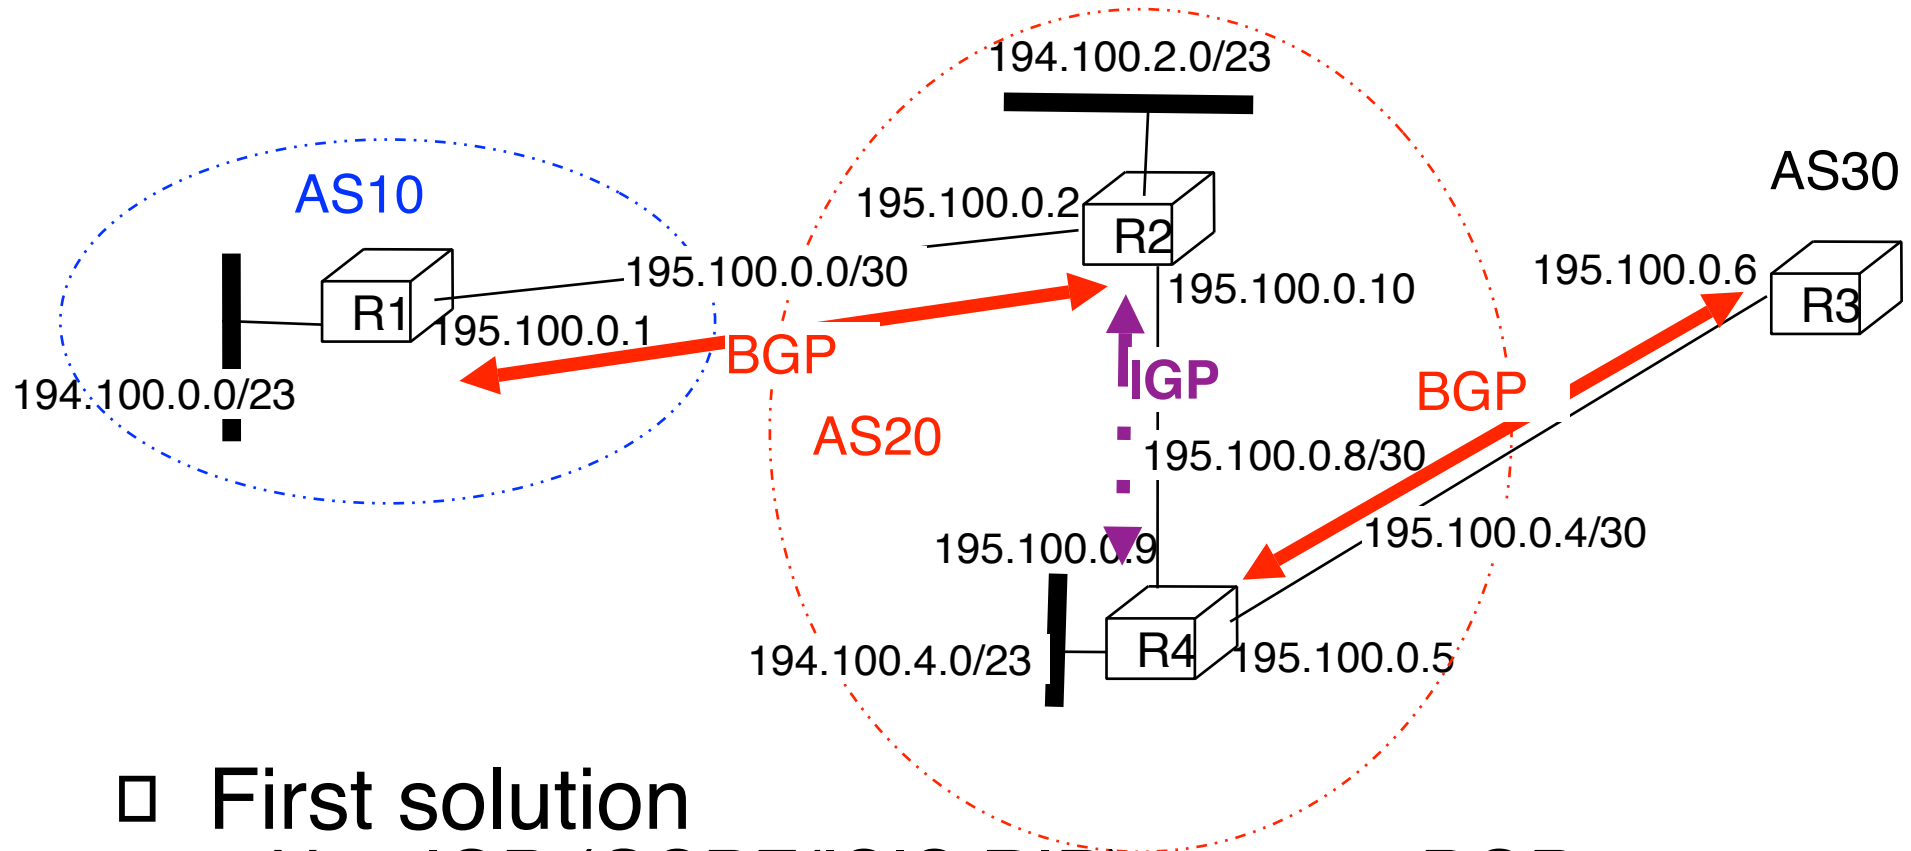 194.100.2.0/23
AS30
AS10
195.100.0.2
R2
195.100.0.0/30
195.100.0.6
195.100.0.10
R1
R3
195.100.0.1
BGP
IGP
BGP
194.100.0.0/23
AS20
195.100.0.8/30
195.100.0.4/30
195.100.0.9
R4
195.100.0.5
194.100.4.0/23
First solution